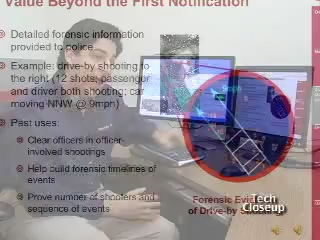 Value Beyond the First Notification
Detailed forensic information
provided to police
Example: drive-by shooting to
the right (12 shots; passenger
and driver both shooting; car
moving NNW @ 9mph)
Past uses:
Clear officers in officer-
involved shootings
Help build forensic timelines of
events
Prove number of shooters and
sequence of events
Forensic
of Drive-by
Tech
Closeup